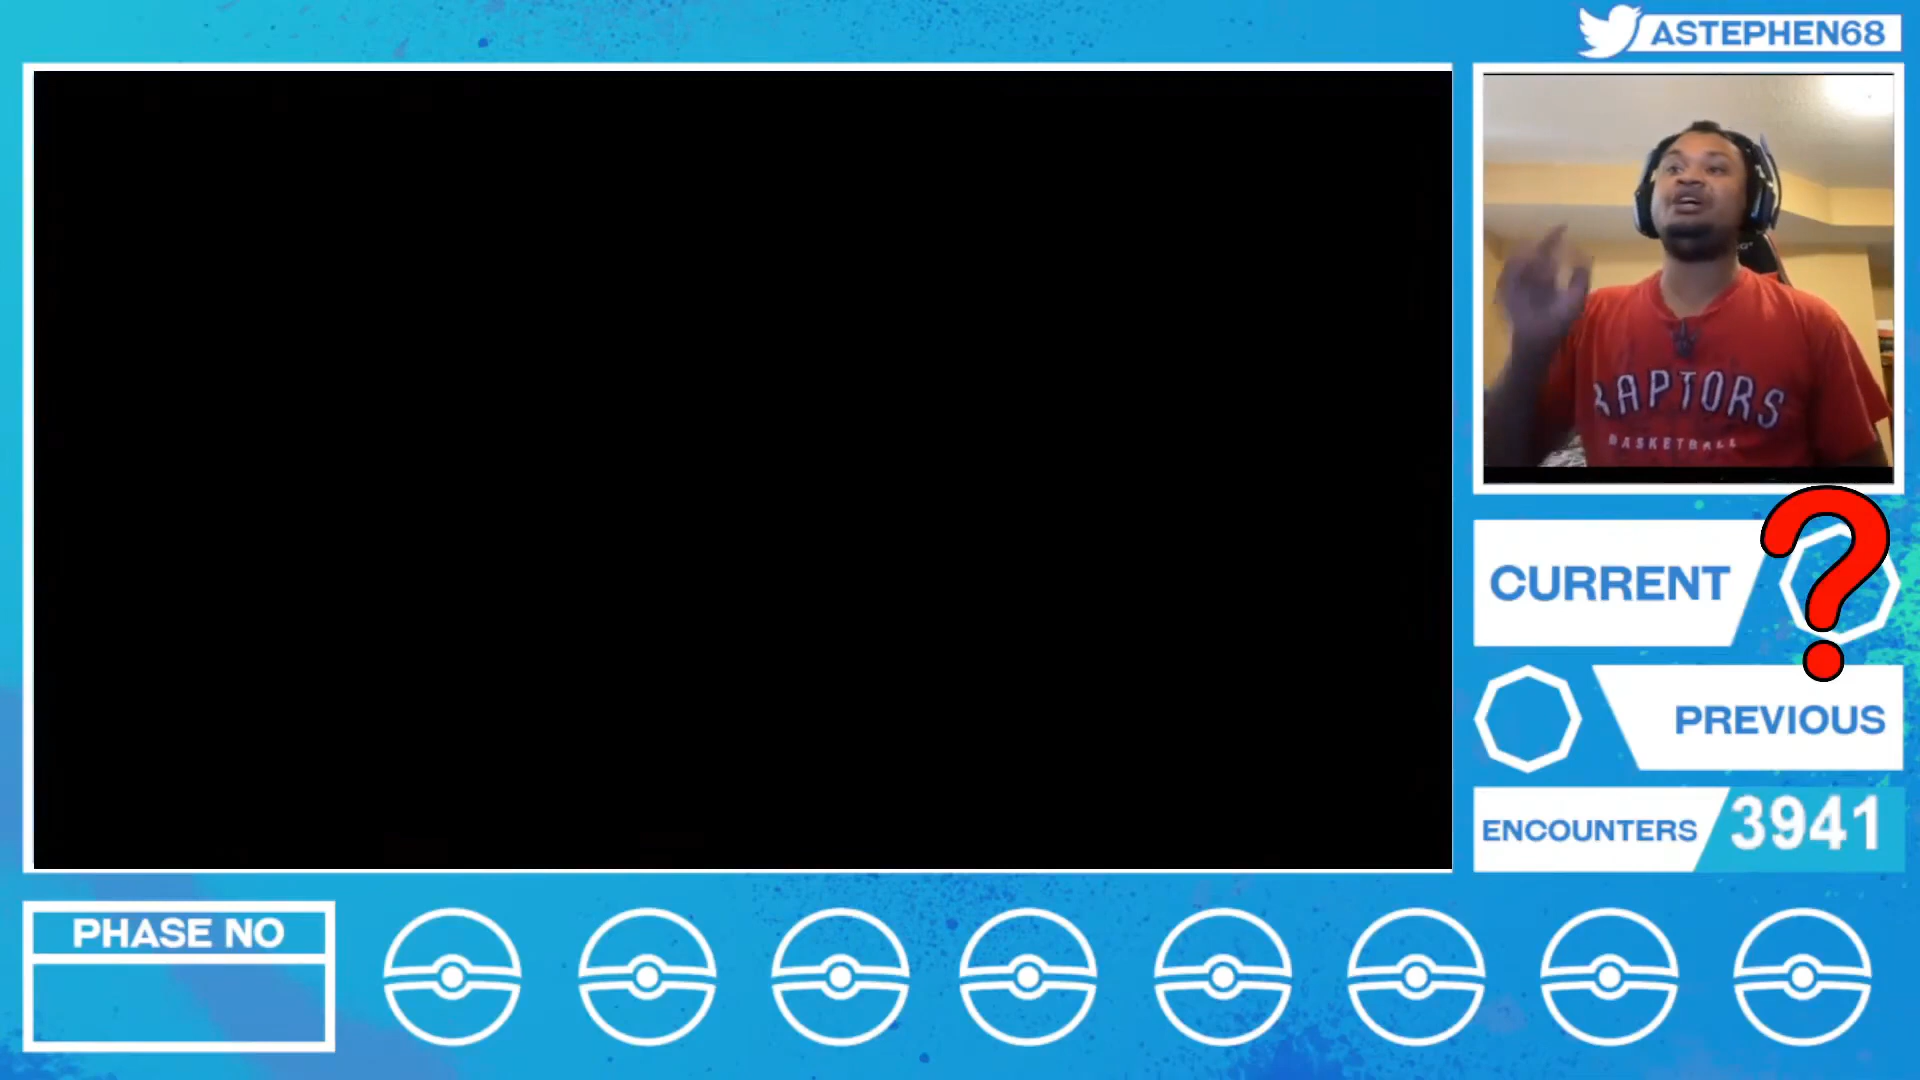 ASTEPHEN68
RAPTORS
BASKETBALL
CURRENT
?
PREVIOUS
ENCOUNTERS 3941
PHASE NO